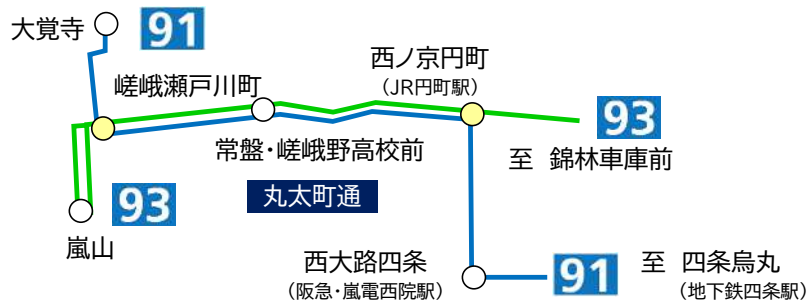 大覚寺
91
嵯峨瀬戸川町
西ノ京円町
(JR円町駅)
93
至 錦林車庫前
常盤・嵯峨野高校前
丸太町通
93
嵐山
西大路四条
(阪急・嵐電西院駅)
91
至 四条烏丸
(地下鉄四条駅)